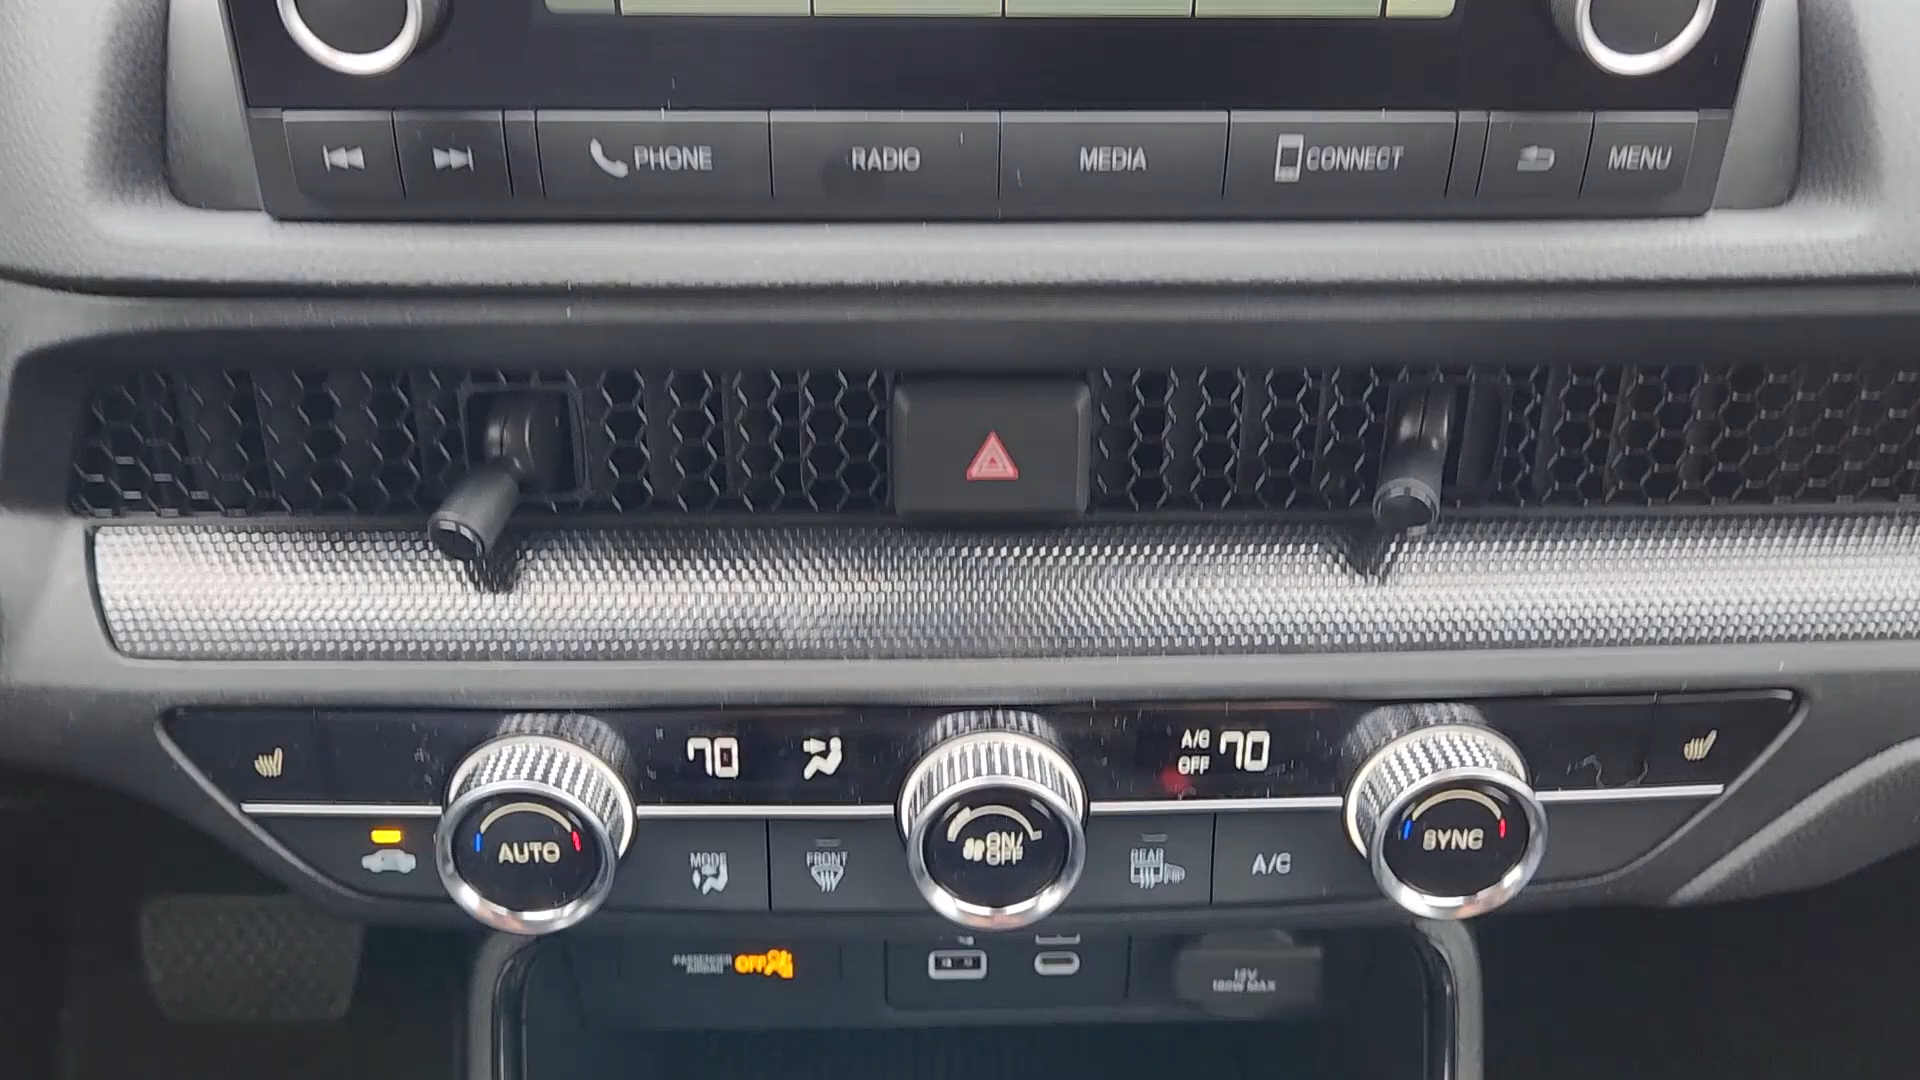 PHONE
RADIO
MEDIA
CONNECT
MENU
70
A/C
OFF
70
AUTO
MODE
FRONT
ON/
OFF
REAR
A/C
SYNC
PASSENGER
AIRBAG
OFF
12V
180W MAX